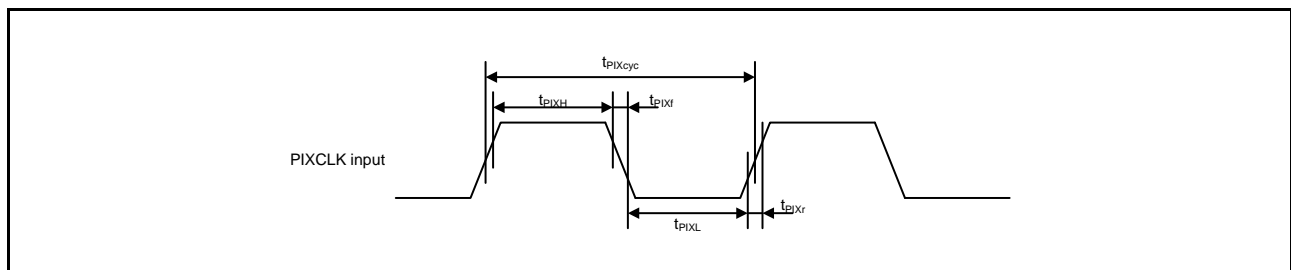 tPIXcyc
tPIXH
tPIXf
PIXCLK input
tPIXL
tPIXr